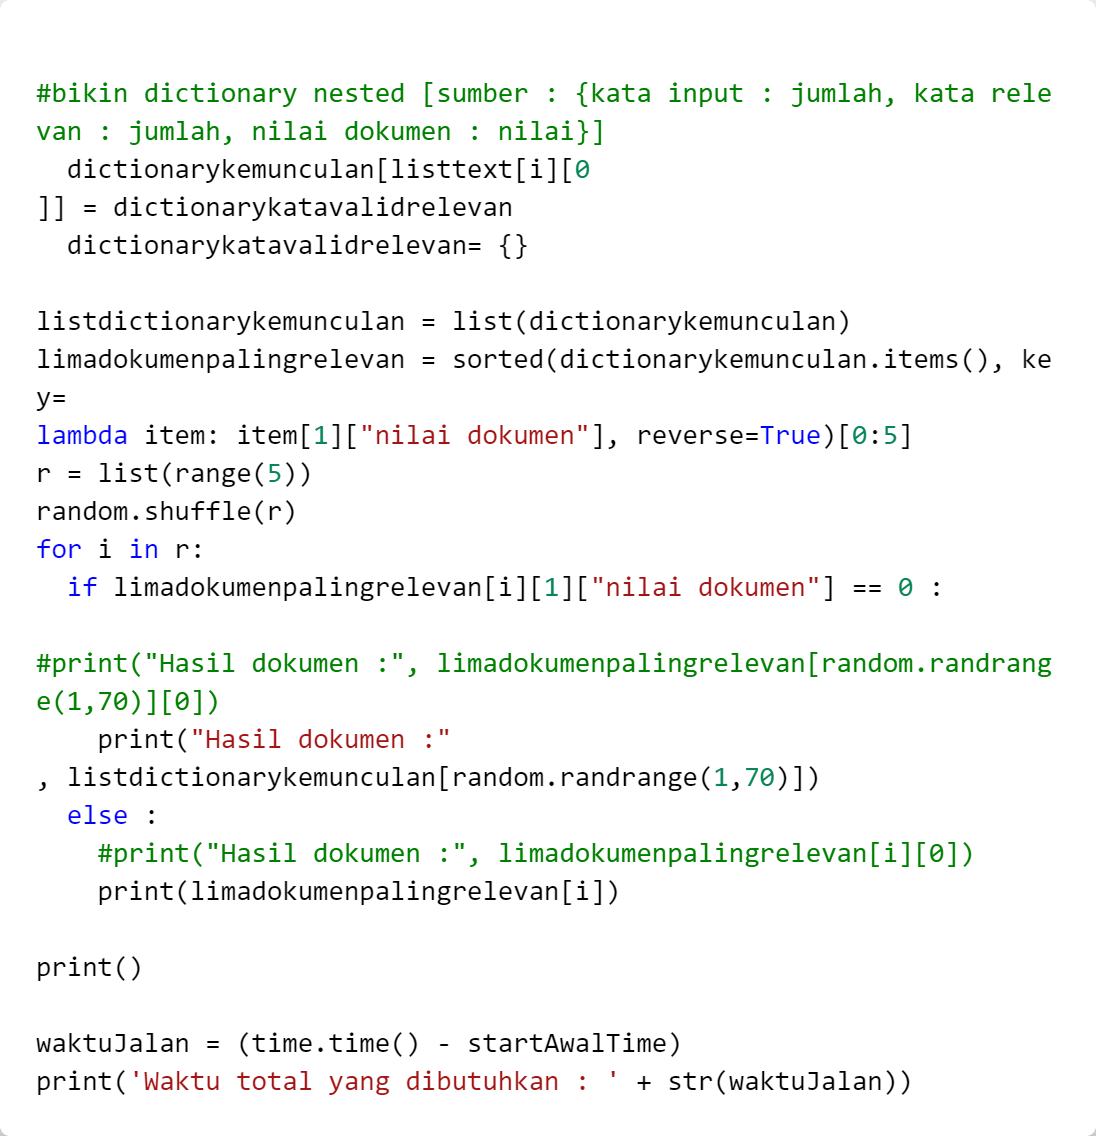 #bikin dictionary nested [sumber : {kata input : jumlah, kata rele
van : jumlah, nilai dokumen : nilai}]
  dictionarykemunculan[listtext[i][0
]] = dictionarykatavalidrelevan
  dictionarykatavalidrelevan= {}

listdictionarykemunculan = list(dictionarykemunculan)
limadokumenpalingrelevan = sorted(dictionarykemunculan.items(), ke
y=
lambda item: item[1]["nilai dokumen"], reverse=True)[0:5]
r = list(range(5))
random.shuffle(r)
for i in r:
  if limadokumenpalingrelevan[i][1]["nilai dokumen"] == 0 :

#print("Hasil dokumen :", limadokumenpalingrelevan[random.randrang
e(1,70)][0])
    print("Hasil dokumen :"
, listdictionarykemunculan[random.randrange(1,70)])
  else :
    #print("Hasil dokumen :", limadokumenpalingrelevan[i][0])
    print(limadokumenpalingrelevan[i])

print()

waktuJalan = (time.time() - startAwalTime)
print('Waktu total yang dibutuhkan : ' + str(waktuJalan))